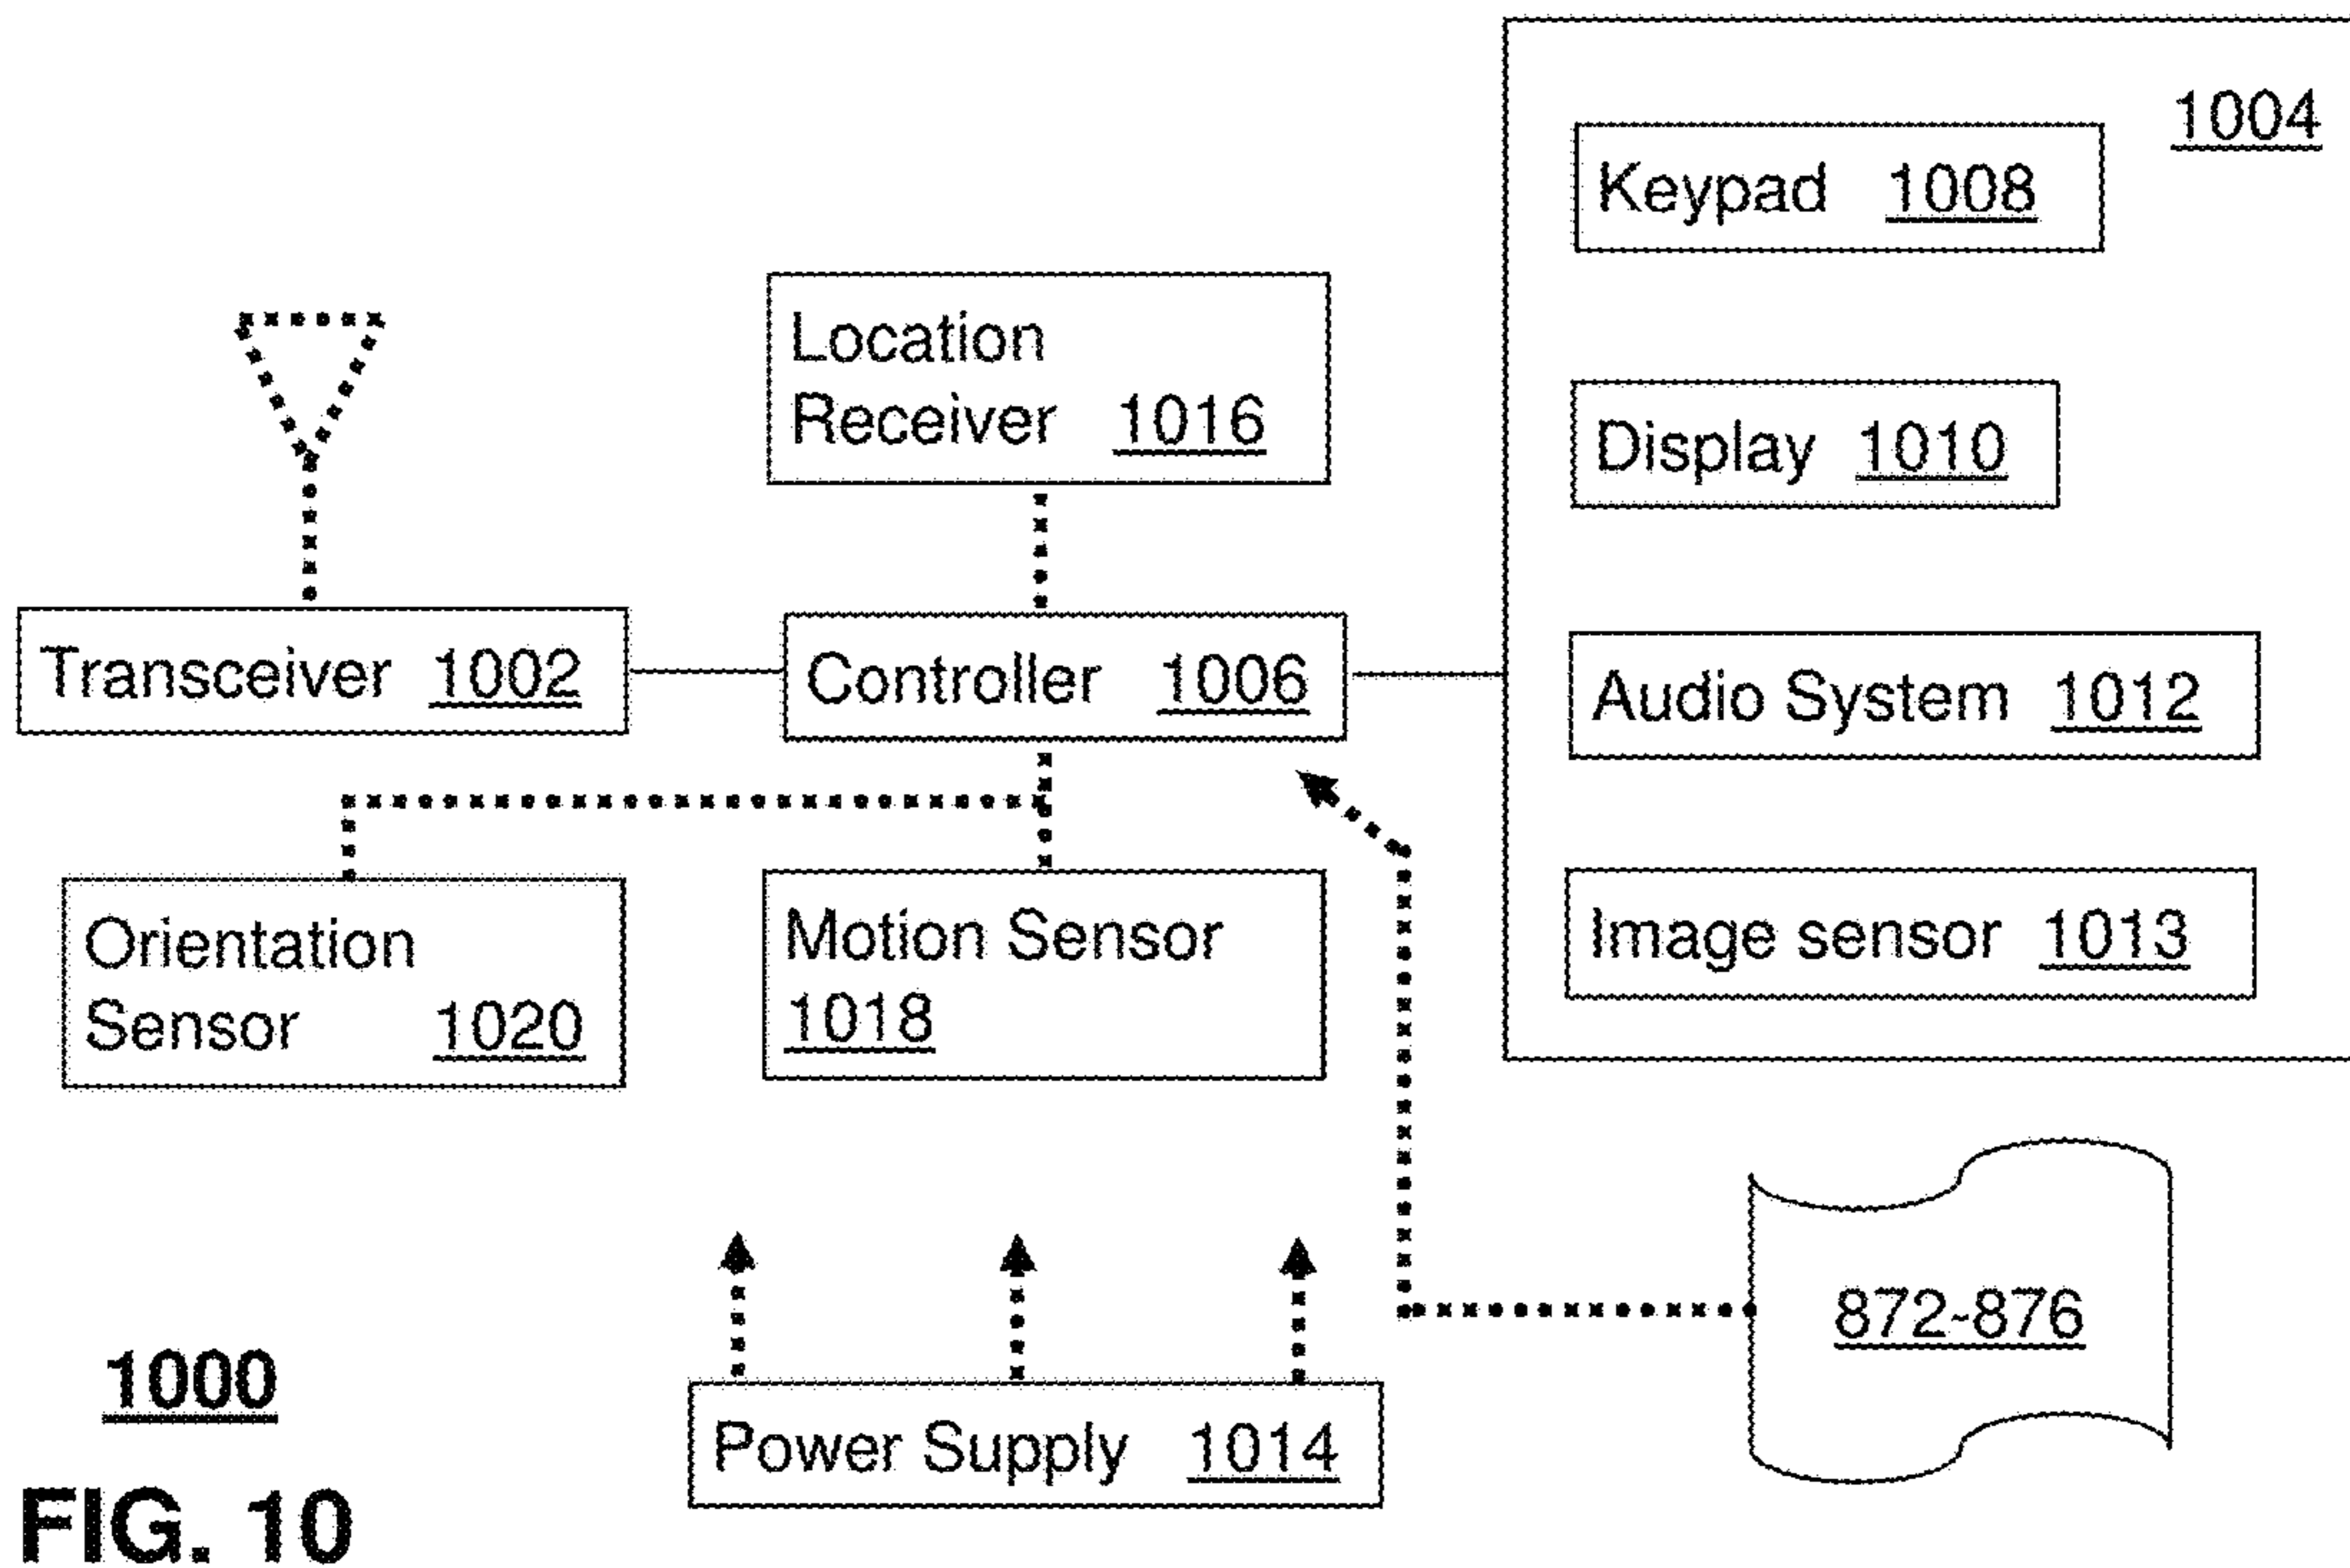 1004
Keypad 1008
Location
Receiver 1016
Display 1010
Transceiver 1002
Controller 1006
Audio System 1012
Orientation
Sensor 1020
Motion Sensor
1018
Image sensor 1013
872-876
1000
Power Supply 1014
FIG. 10